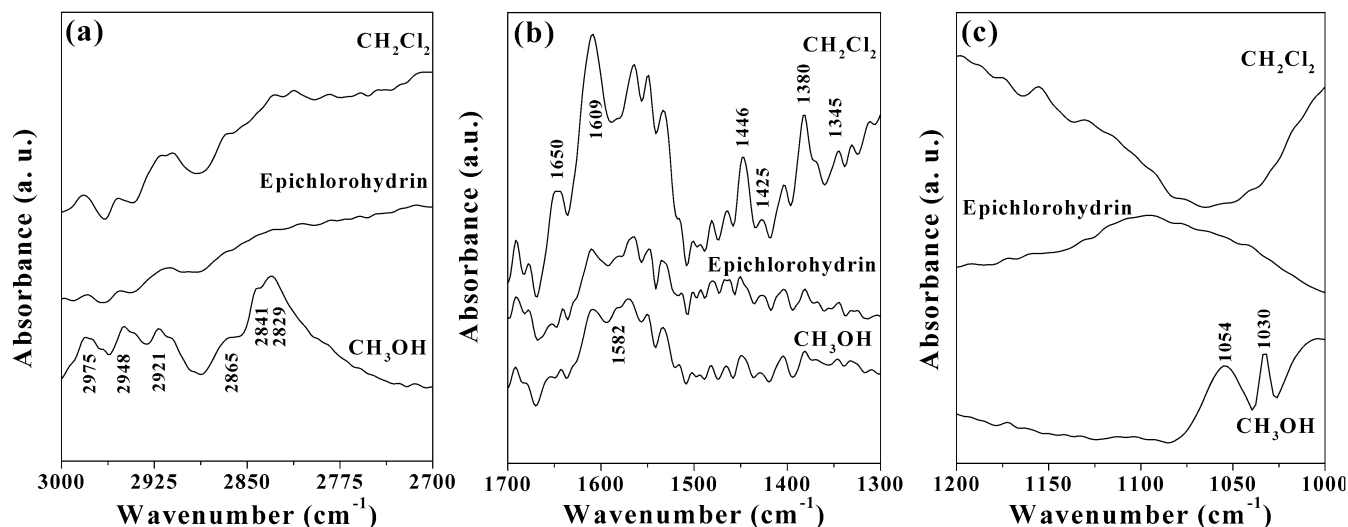 (a)
CH₂Cl₂
Epichlorohydrin
2975
2948
2921
2865
2841
2829
CH₃OH
Absorbance (a. u.)
3000 2925 2850 2775 2700
Wavenumber (cm⁻¹)
(b)
CH₂Cl₂
1650
1609
1446
1425
1380
1345
Epichlorohydrin
1582
CH₃OH
Absorbance (a.u.)
1700 1600 1500 1400 1300
Wavenumber (cm⁻¹)
(c)
CH₂Cl₂
Epichlorohydrin
1054
1030
CH₃OH
Absorbance (a. u.)
1200 1150 1100 1050 1000
Wavenumber (cm⁻¹)